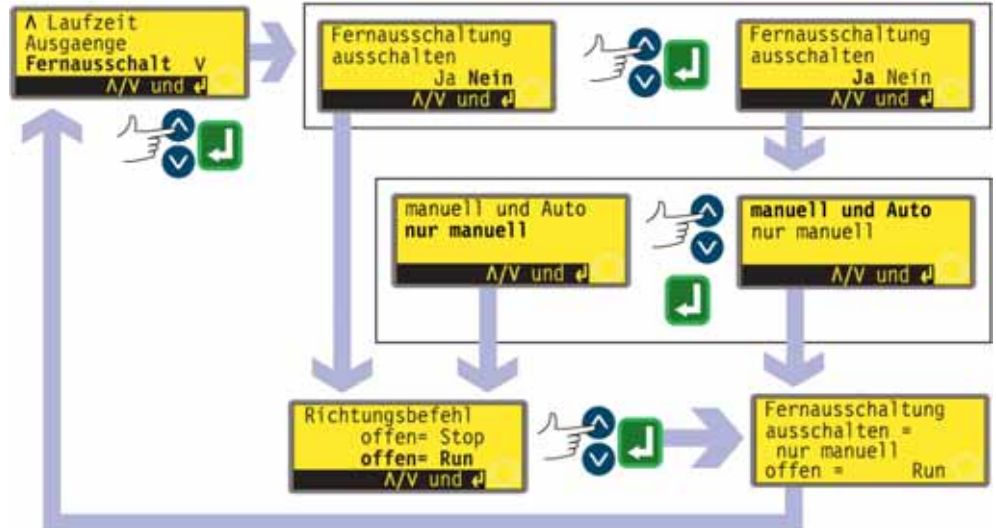 Λ Laufzeit
Ausgaenge
Fernausschalt V
Λ/V und ↲
Fernausschaltung
ausschalten
Ja Nein
Λ/V und ↲
Fernausschaltung
ausschalten
Ja Nein
Λ/V und ↲
manuell und Auto
nur manuell
Λ/V und ↲
manuell und Auto
nur manuell
Λ/V und ↲
Richtungsbefehl
offen= Stop
offen= Run
Λ/V und ↲
Fernausschaltung
ausschalten =
nur manuell
offen = Run